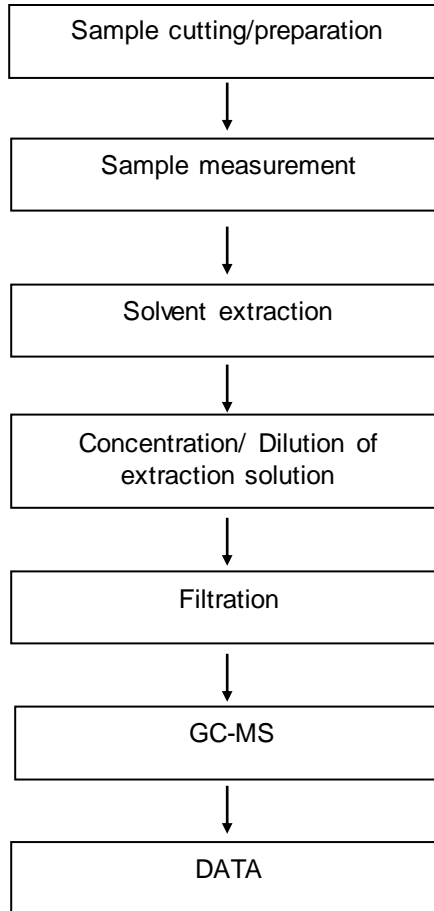 Sample cutting/preparation
Sample measurement
Solvent extraction
Concentration/ Dilution of
extraction solution
Filtration
GC-MS
DATA